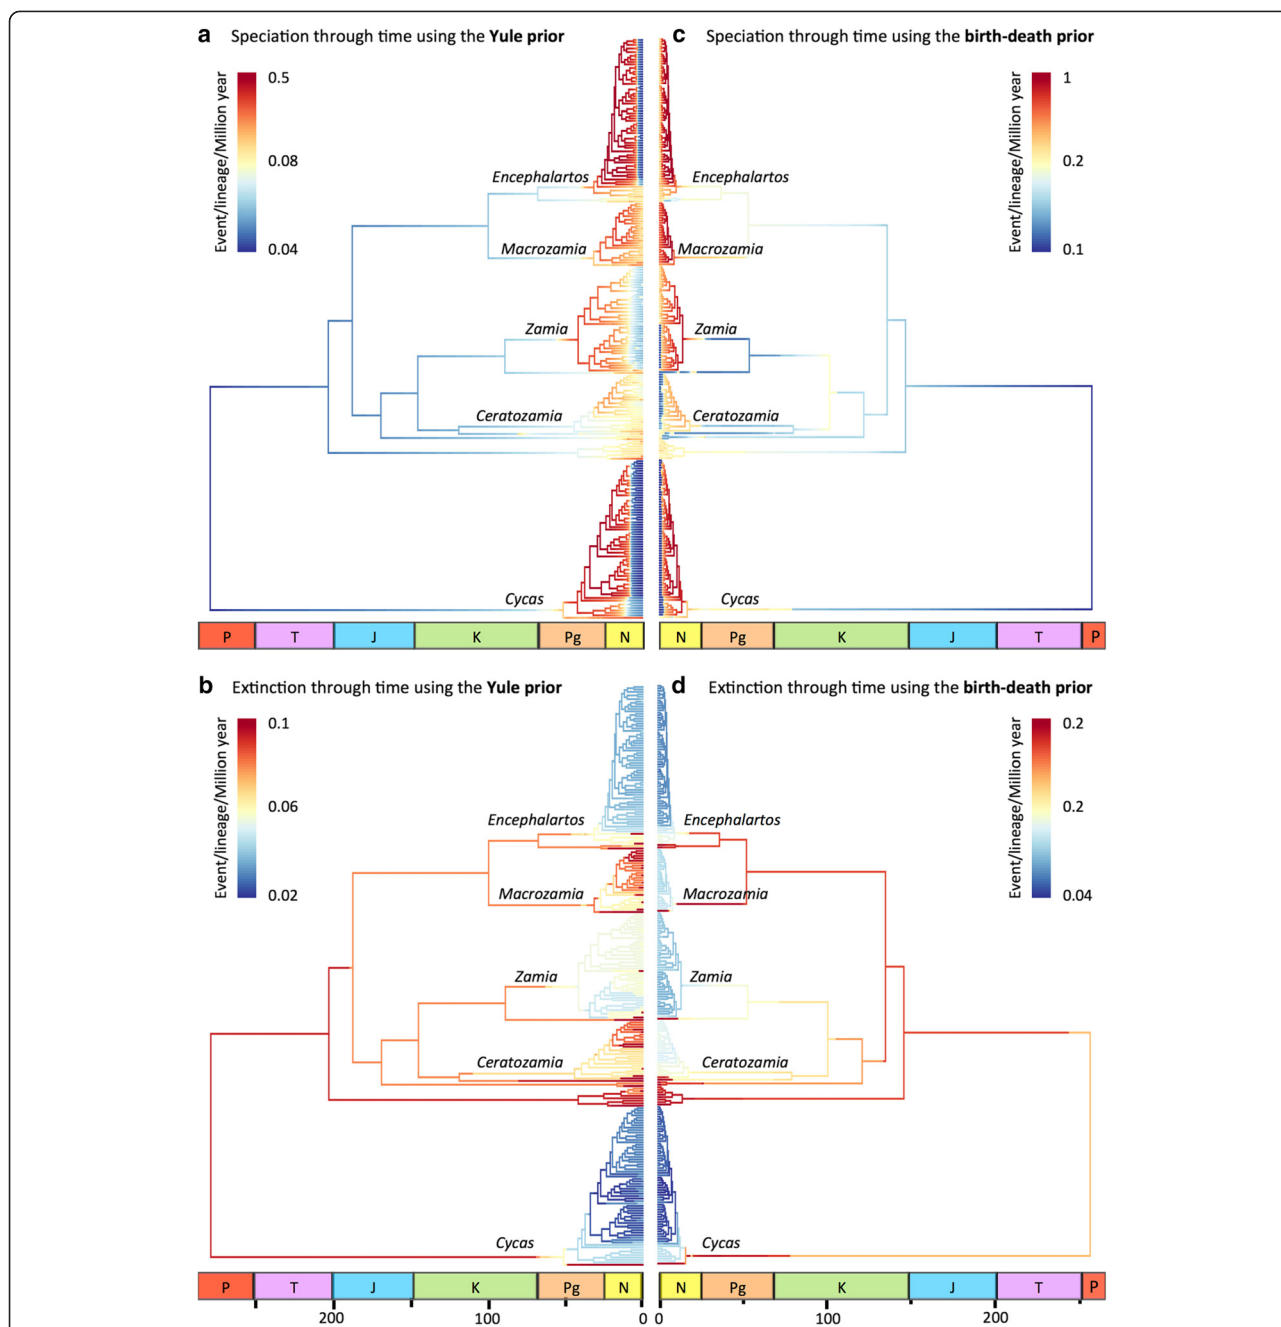 a Speciation through time using the Yule prior
Event/lineage/Million year
0.5
0.08
0.04
Encephalartos
Macrozamia
Zamia
Ceratozamia
Cycas
P T J K Pg N
c Speciation through time using the birth-death prior
Event/lineage/Million year
1
0.2
0.1
Encephalartos
Macrozamia
Zamia
Ceratozamia
Cycas
N Pg K J T P
b Extinction through time using the Yule prior
Event/lineage/Million year
0.1
0.06
0.02
Encephalartos
Macrozamia
Zamia
Ceratozamia
Cycas
P T J K Pg N
200 100 0
d Extinction through time using the birth-death prior
Event/lineage/Million year
0.2
0.2
0.04
Encephalartos
Macrozamia
Zamia
Ceratozamia
Cycas
N Pg K J T P
0 100 200